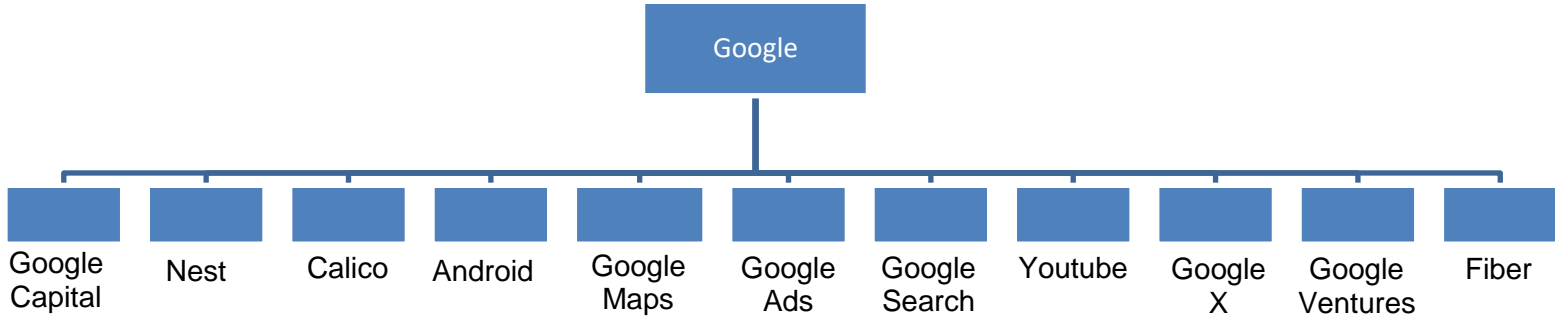 Google
Google
Capital
Nest
Calico
Android
Google
Maps
Google
Ads
Google
Search
Youtube
Google
X
Google
Ventures
Fiber